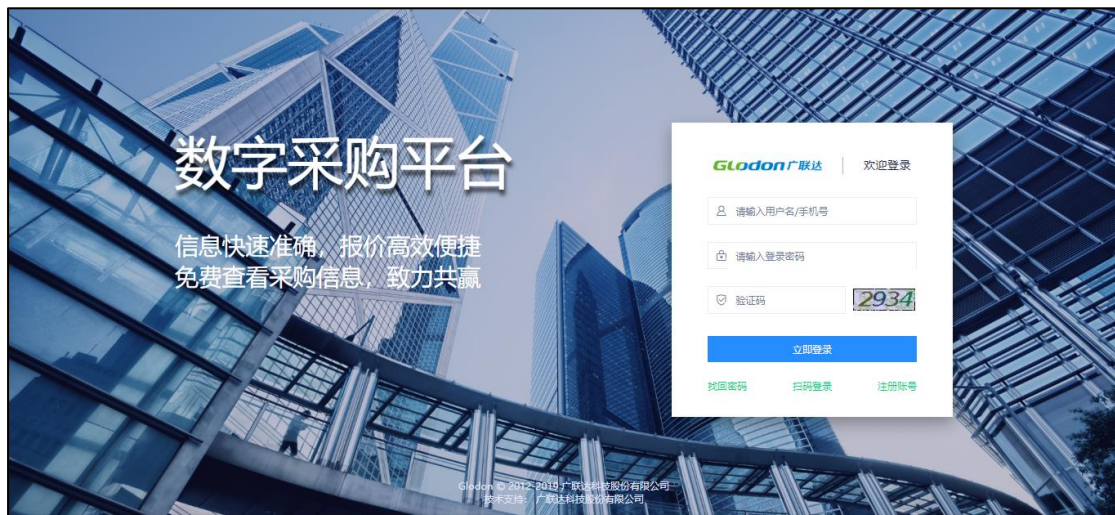 数字采购平台
信息快速准确，报价高效便捷
免费查看采购信息，致力共赢
GLodon广联达 欢迎登录
请输入用户名/手机号
请输入登录密码
验证码 2934
立即登录
找回密码 扫码登录 注册账号
Glodon © 2012-2019 广联达科技股份有限公司
技术支持： 广联达科技股份有限公司